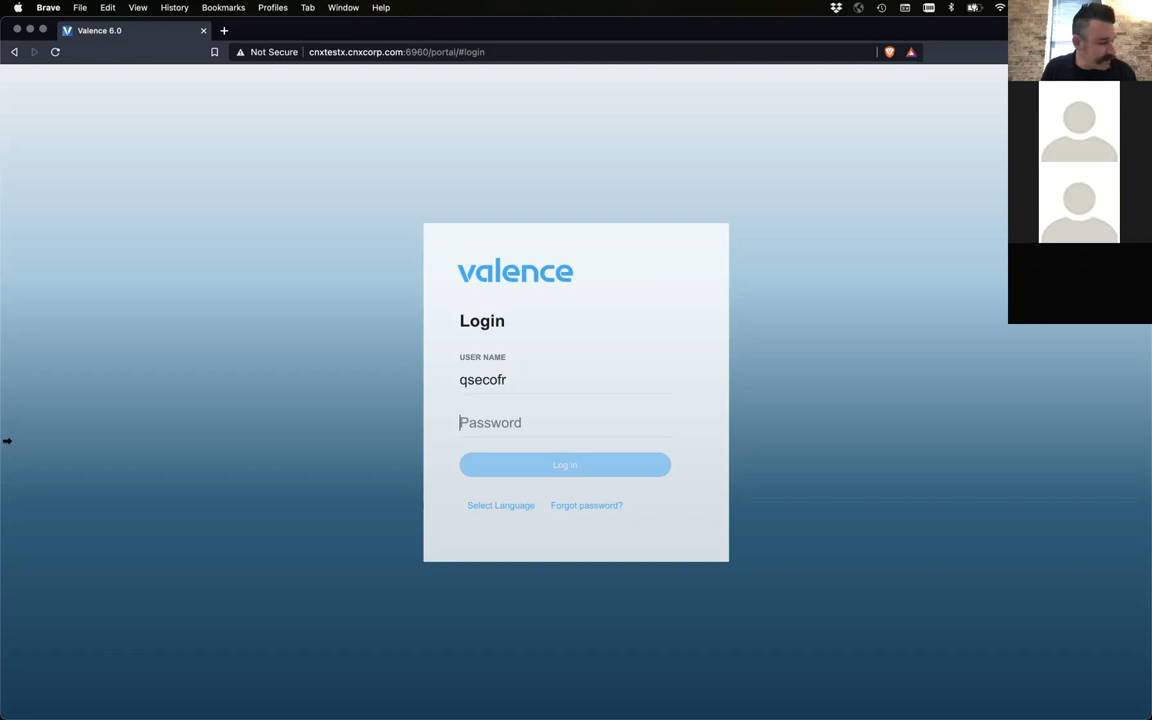 Brave File Edit View History Bookmarks Profiles Tab Window Help
Valence 6.0
Not Secure cnxtestx.cnxcorp.com:6960/portal/#login
valence
Login
USER NAME
qsecofr
Password
Log in
Select Language Forgot password?